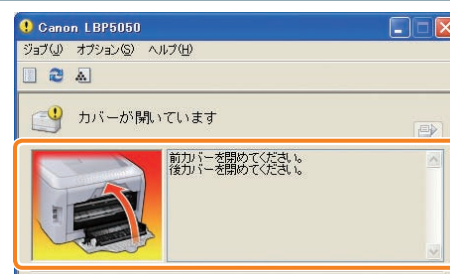 Canon LBP5050
ジョブ(J) オプション(S) ヘルプ(H)
カバーが開いています
前カバーを閉めてください。
後カバーを閉めてください。